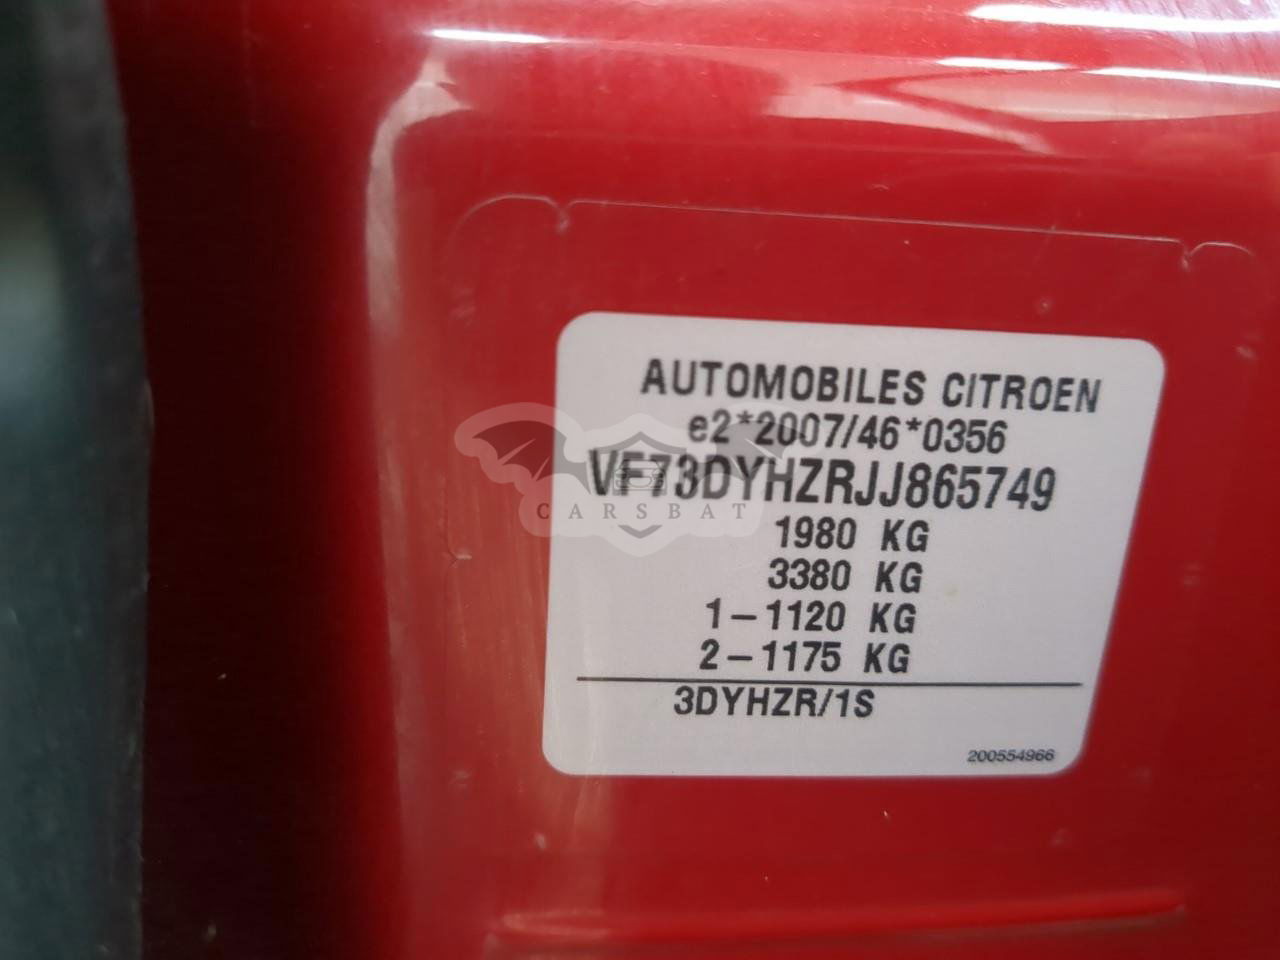 AUTOMOBILES CITROEN
e2*2007/46*0356
VF73DYHZRJJ865749
CARSBAT
1980 KG
3380 KG
1-1120 KG
2-1175 KG
3DYHZR/1S
200554966